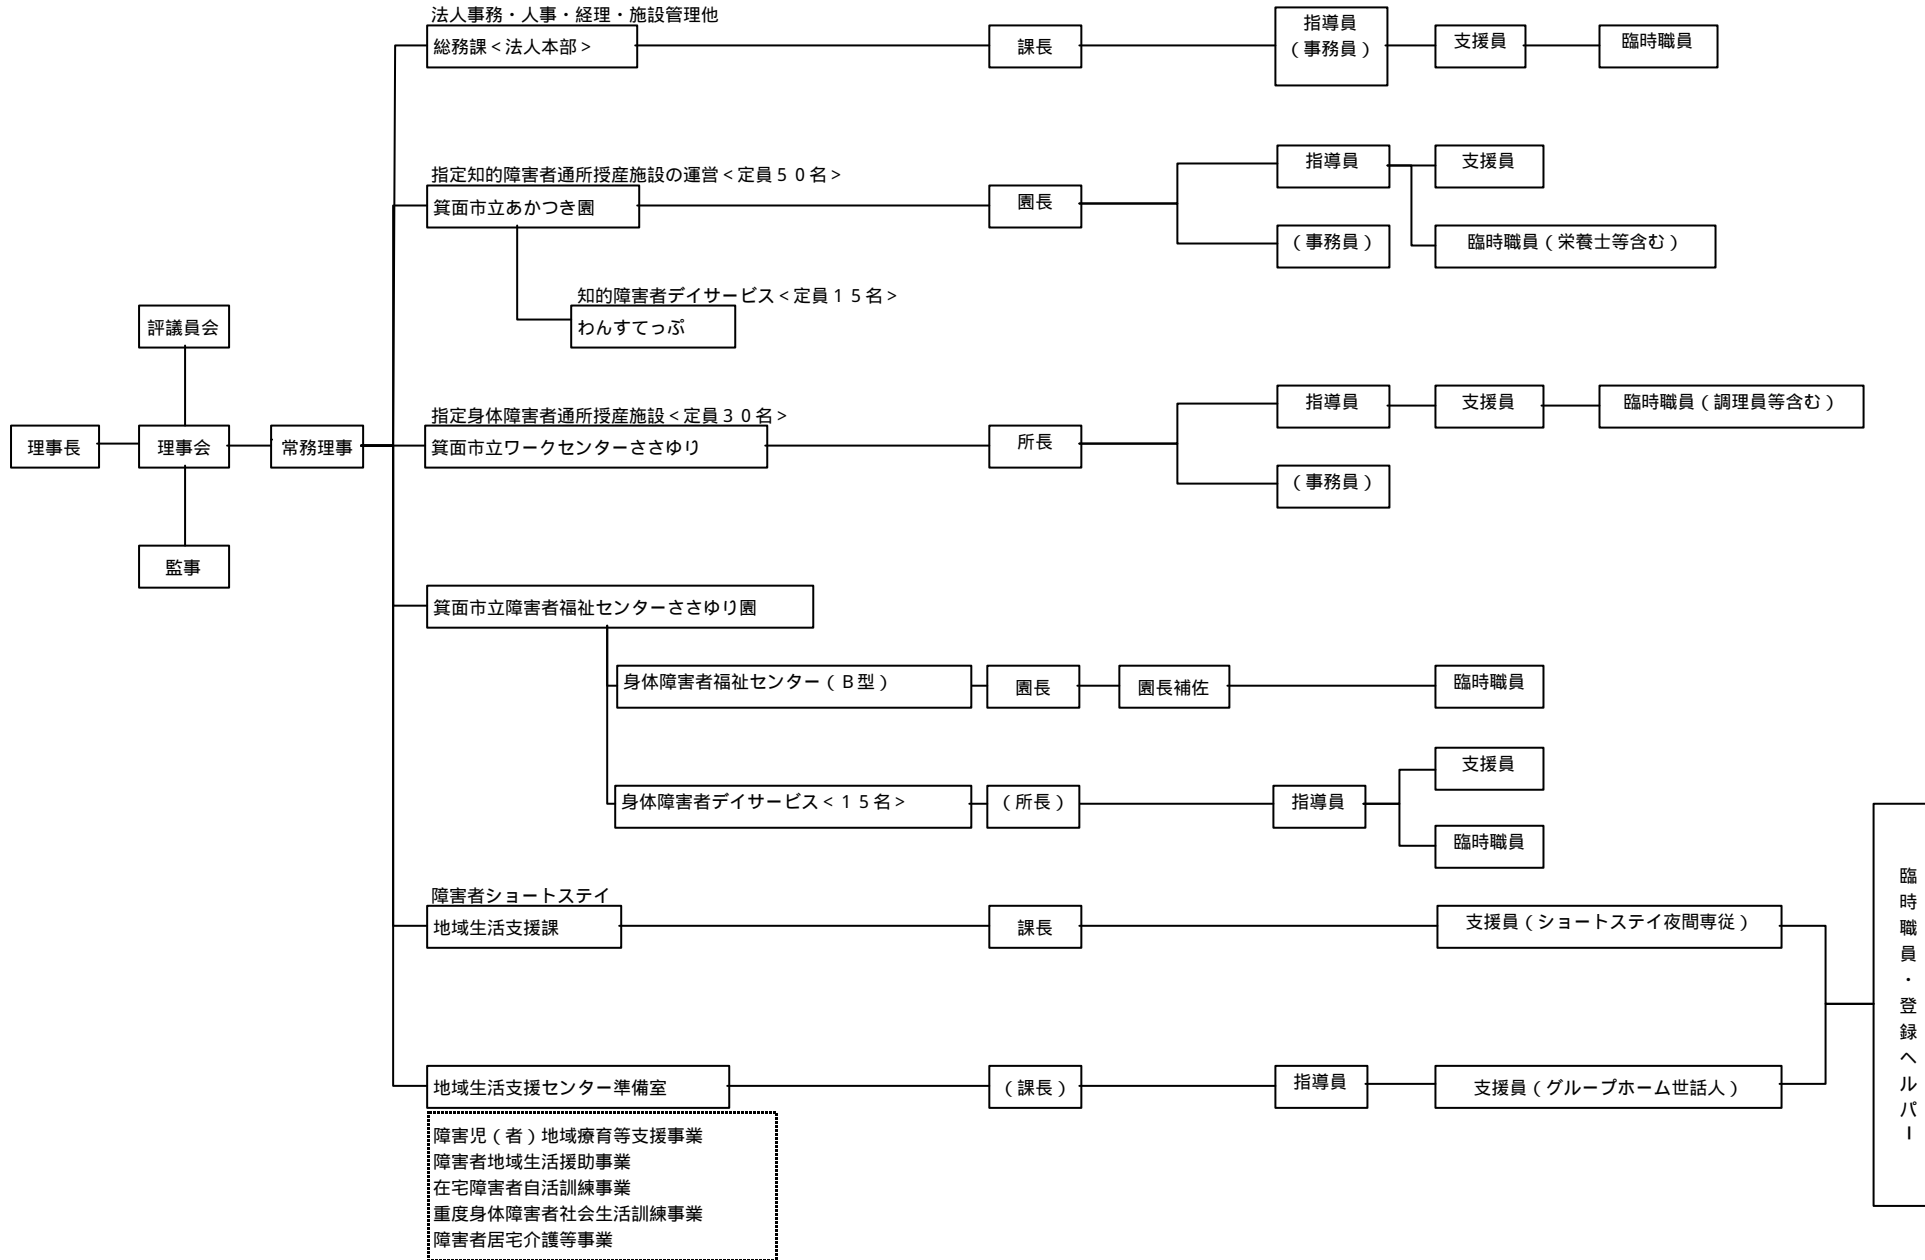 法人事務・人事・経理・施設管理他
総務課＜法人本部＞
課長
指導員
（事務員）
支援員
臨時職員
指定知的障害者通所授産施設の運営＜定員５０名＞
箕面市立あかつき園
園長
指導員
支援員
（事務員）
臨時職員（栄養士等含む）
知的障害者デイサービス＜定員１５名＞
わんすてっぷ
評議員会
理事長
理事会
常務理事
監事
指定身体障害者通所授産施設＜定員３０名＞
箕面市立ワークセンターささゆり
所長
指導員
支援員
臨時職員（調理員等含む）
（事務員）
箕面市立障害者福祉センターささゆり園
身体障害者福祉センター（Ｂ型）
園長
園長補佐
臨時職員
身体障害者デイサービス＜１５名＞
（所長）
指導員
支援員
臨時職員
障害者ショートステイ
地域生活支援課
課長
支援員（ショートステイ夜間専従）
地域生活支援センター準備室
（課長）
指導員
支援員（グループホーム世話人）
臨時職員・登録ヘルパー
障害児（者）地域療育等支援事業
障害者地域生活援助事業
在宅障害者自活訓練事業
重度身体障害者社会生活訓練事業
障害者居宅介護等事業